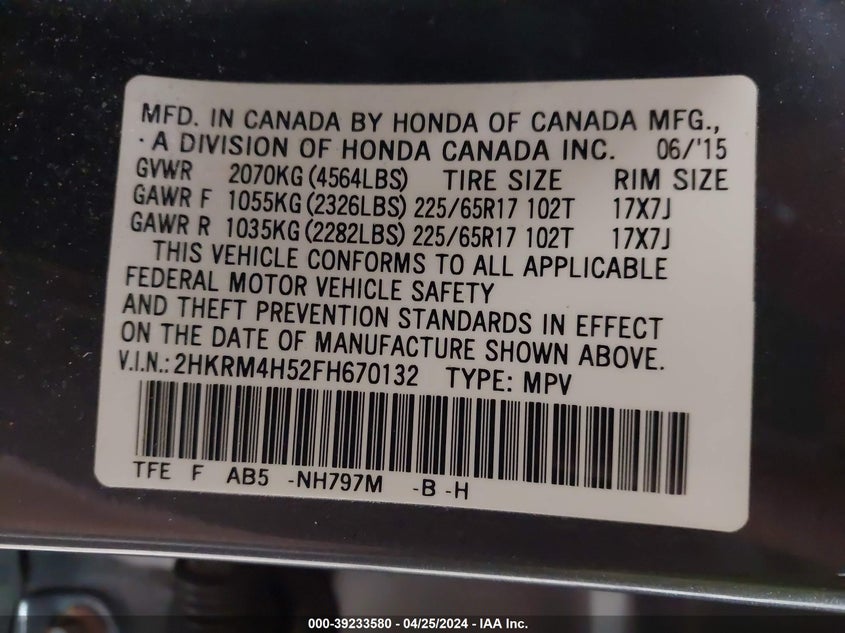 MFD. IN CANADA BY HONDA OF CANADA MFG.,
· A DIVISION OF HONDA CANADA INC. 06/'15
GVWR 2070KG (4564LBS) TIRE SIZE RIM SIZE
GAWR F 1055KG (2326LBS) 225/65R17 102T 17X7J
GAWR R 1035KG (2282LBS) 225/65R17 102T 17X7J
THIS VEHICLE CONFORMS TO ALL APPLICABLE
FEDERAL MOTOR VEHICLE SAFETY
AND THEFT PREVENTION STANDARDS IN EFFECT
ON THE DATE OF MANUFACTURE SHOWN ABOVE.
V.I.N.: 2HKRM4H52FH670132 TYPE: MPV
TFE F AB5 -NH797M -B -H
000-39233580 - 04/25/2024 - IAA Inc.